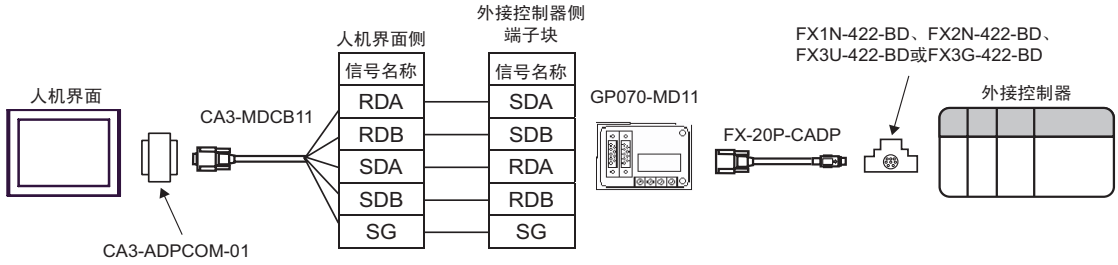 外接控制器侧
端子块
人机界面侧
信号名称
信号名称
RDA
SDA
RDB
SDB
SDA
RDA
SDB
RDB
SG
SG
人机界面
CA3-MDCB11
CA3-ADPCOM-01
GP070-MD11
FX-20P-CADP
FX1N-422-BD、FX2N-422-BD、
FX3U-422-BD或FX3G-422-BD
外接控制器